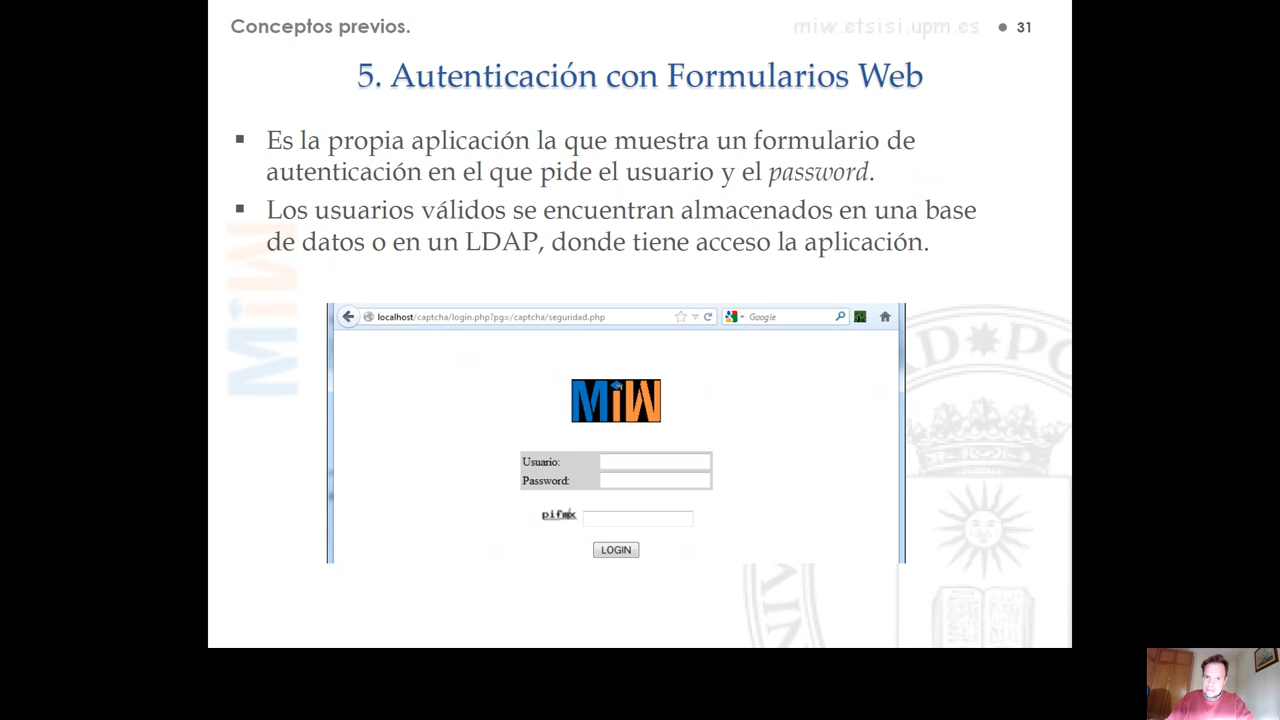 Conceptos previos.
miw.etsisi.upm.es
31
5. Autenticación con Formularios Web
Es la propia aplicación la que muestra un formulario de
autenticación en el que pide el usuario y el password.
Los usuarios válidos se encuentran almacenados en una base
de datos o en un LDAP, donde tiene acceso la aplicación.
MiW
localhost/captcha/login.php?pg=/captcha/seguridad.php
Google
MiW
Usuario:
Password:
pifmx
LOGIN